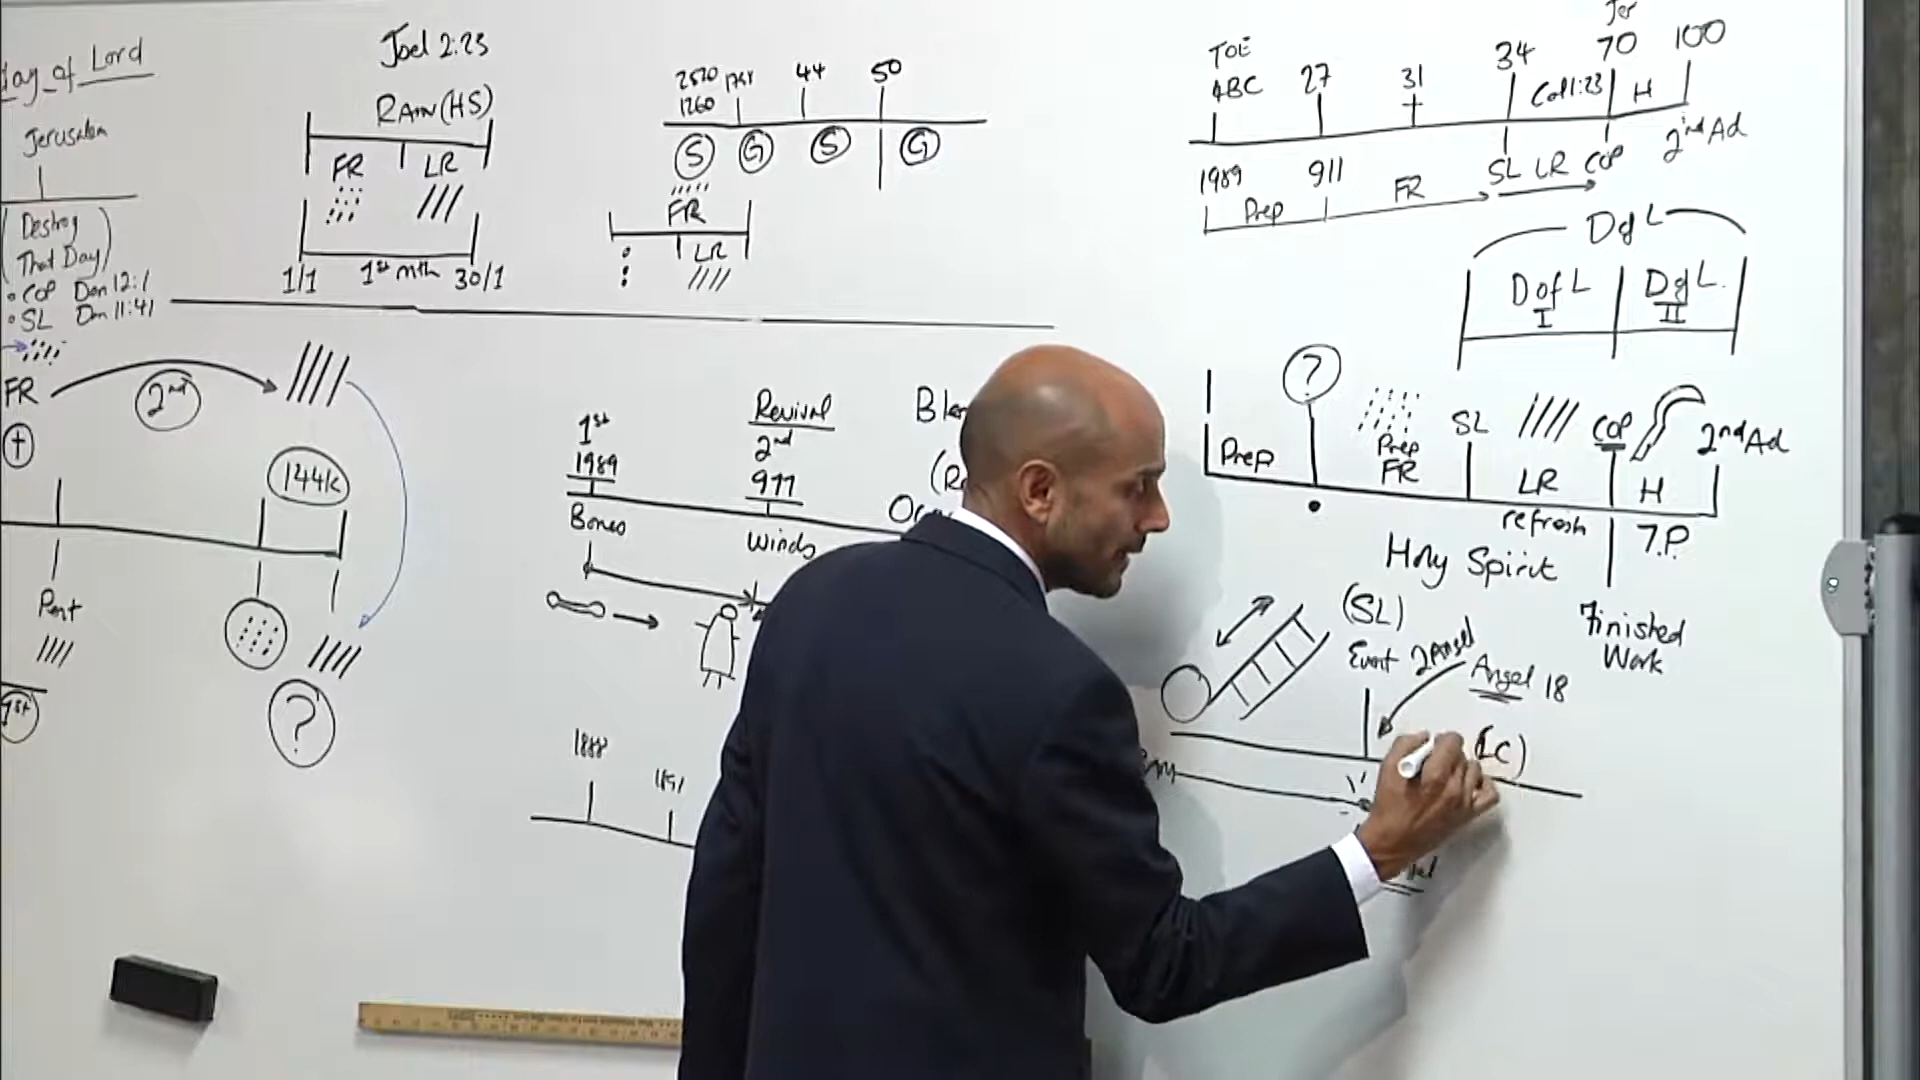 day of Lord
Jerusalem
Destroy
That Day
• COP Dan 12:1
• SL Dan 11:41
FR
2nd
144k
Pent
1st
?
Joel 2:23
RAIN (HS)
FR LR
1/1 1st mth 30/1
2520
1260 44 50
S G S G
FR
LR
1st
1989
Bones
Revival
2nd
911
Winds
1888
TOE
4BC 27 31 34 Jer
70 100
Col 1:23 H
1989 911 SL LR COP 2nd Ad
Prep FR
D of L
D of L
I
D of L.
II
?
Prep
Prep
FR
SL
LR
COP
H
2nd Ad
refresh
7.P.
Holy Spirit
Finished
Work
(SL)
Event 2Angel
Angel 18